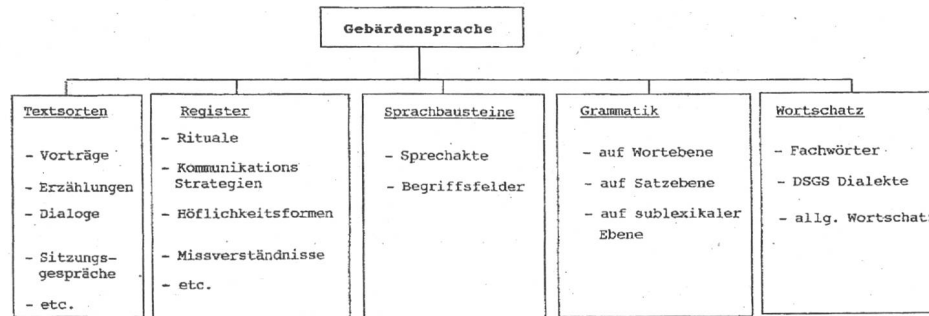 Gebärdensprache
Textsorten
- Vorträge
- Erzählungen
- Dialoge
- Sitzungs-
gespräche
- etc.
Register
- Rituale
- Kommunikations
Strategien
- Höflichkeitsformen
- Missverständnisse
- etc.
Sprachbausteine
- Sprechakte
- Begriffsfelder
Grammatik
- auf Wortebene
- auf Satzebene
- auf sublexikaler
Ebene
Wortschatz
- Fachwörter
- DSGS Dialekte
- allg. Wortschatz